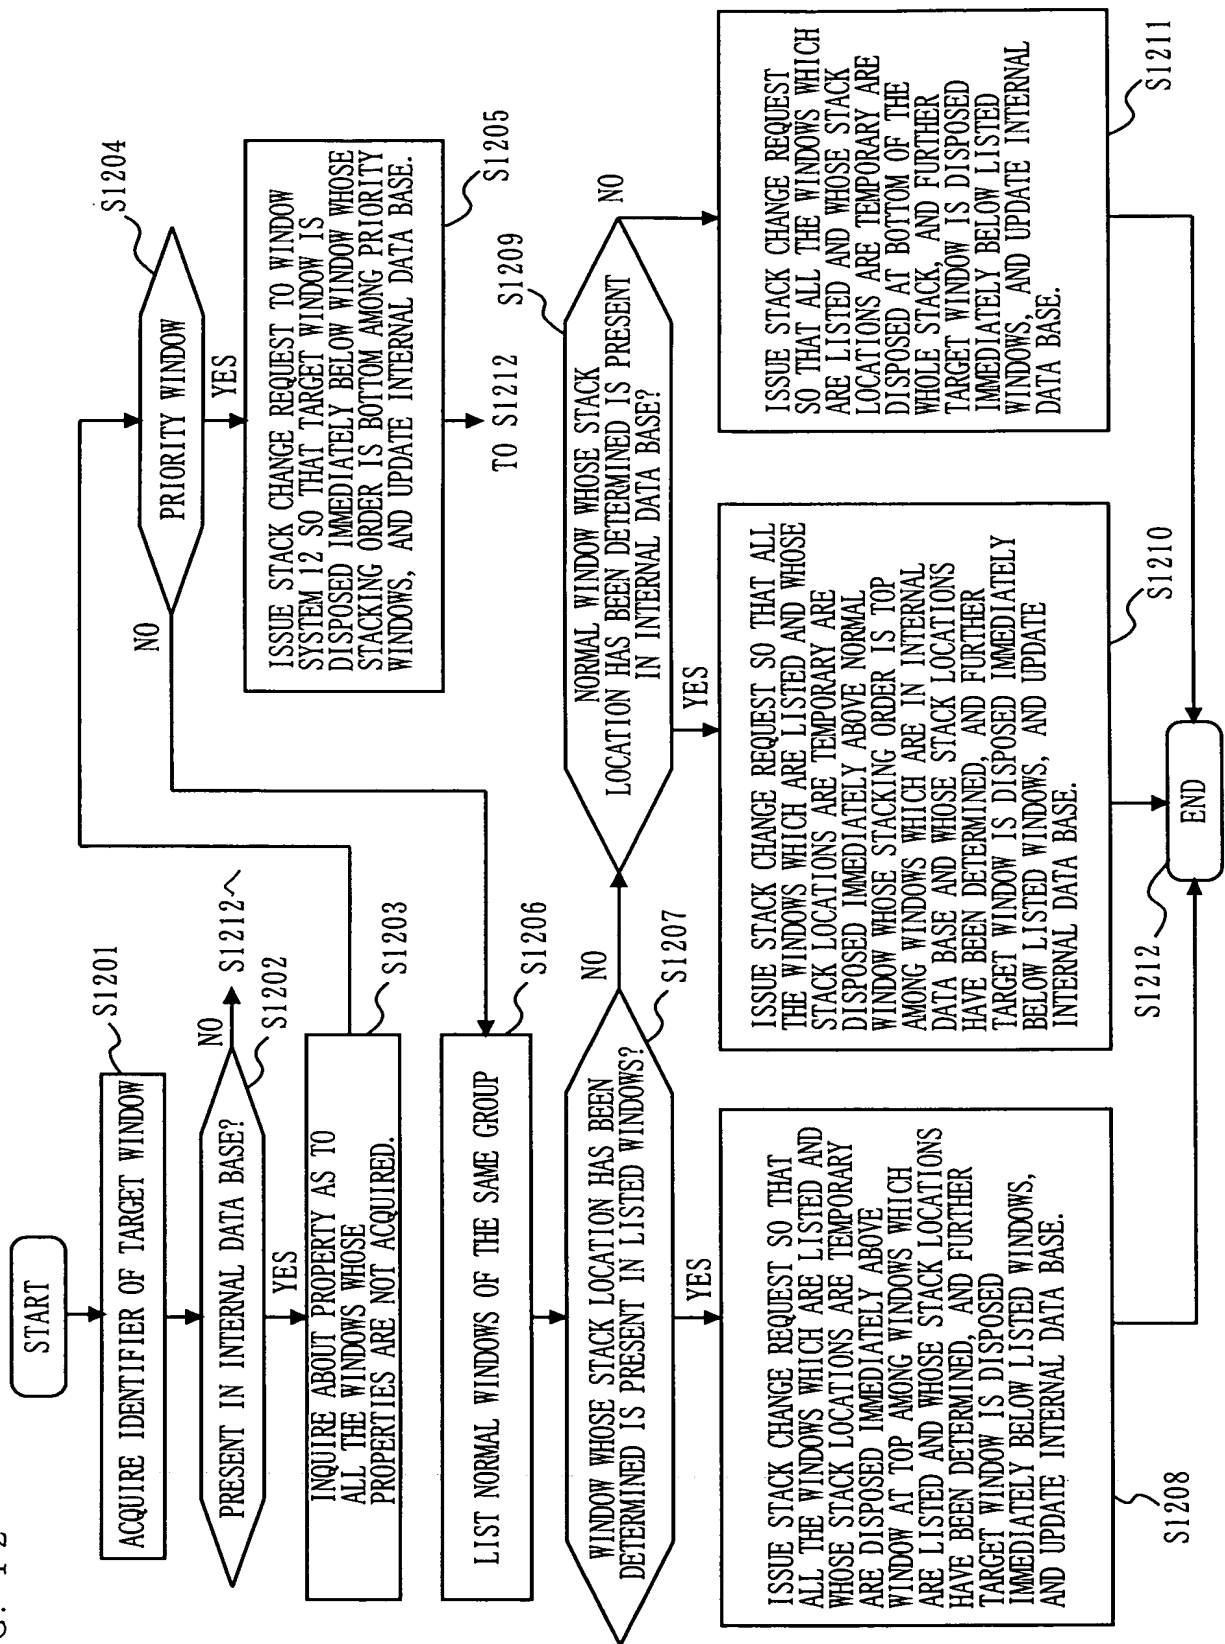 G. 12
START
S1201
ACQUIRE IDENTIFIER OF TARGET WINDOW
S1202
PRESENT IN INTERNAL DATA BASE?
NO
S1212
YES
S1203
INQUIRE ABOUT PROPERTY AS TO
ALL THE WINDOWS WHOSE
PROPERTIES ARE NOT ACQUIRED.
S1204
PRIORITY WINDOW
NO
YES
S1205
ISSUE STACK CHANGE REQUEST TO WINDOW
SYSTEM 12 SO THAT TARGET WINDOW IS
DISPOSED IMMEDIATELY BELOW WINDOW WHOSE
STACKING ORDER IS BOTTOM AMONG PRIORITY
WINDOWS, AND UPDATE INTERNAL DATA BASE.
TO S1212
S1206
LIST NORMAL WINDOWS OF THE SAME GROUP
S1207
WINDOW WHOSE STACK LOCATION HAS BEEN
DETERMINED IS PRESENT IN LISTED WINDOWS?
NO
YES
S1208
ISSUE STACK CHANGE REQUEST SO THAT
ALL THE WINDOWS WHICH ARE LISTED AND
WHOSE STACK LOCATIONS ARE TEMPORARY
ARE DISPOSED IMMEDIATELY ABOVE
WINDOW AT TOP AMONG WINDOWS WHICH
ARE LISTED AND WHOSE STACK LOCATIONS
HAVE BEEN DETERMINED, AND FURTHER
TARGET WINDOW IS DISPOSED
IMMEDIATELY BELOW LISTED WINDOWS,
AND UPDATE INTERNAL DATA BASE.
S1209
NORMAL WINDOW WHOSE STACK
LOCATION HAS BEEN DETERMINED IS PRESENT
IN INTERNAL DATA BASE?
NO
YES
S1210
ISSUE STACK CHANGE REQUEST SO THAT ALL
THE WINDOWS WHICH ARE LISTED AND WHOSE
STACK LOCATIONS ARE TEMPORARY ARE
DISPOSED IMMEDIATELY ABOVE NORMAL
WINDOW WHOSE STACKING ORDER IS TOP
AMONG WINDOWS WHICH ARE IN INTERNAL
DATA BASE AND WHOSE STACK LOCATIONS
HAVE BEEN DETERMINED, AND FURTHER
TARGET WINDOW IS DISPOSED IMMEDIATELY
BELOW LISTED WINDOWS, AND UPDATE
INTERNAL DATA BASE.
S1211
ISSUE STACK CHANGE REQUEST
SO THAT ALL THE WINDOWS WHICH
ARE LISTED AND WHOSE STACK
LOCATIONS ARE TEMPORARY ARE
DISPOSED AT BOTTOM OF THE
WHOLE STACK, AND FURTHER
TARGET WINDOW IS DISPOSED
IMMEDIATELY BELOW LISTED
WINDOWS, AND UPDATE INTERNAL
DATA BASE.
S1212
END